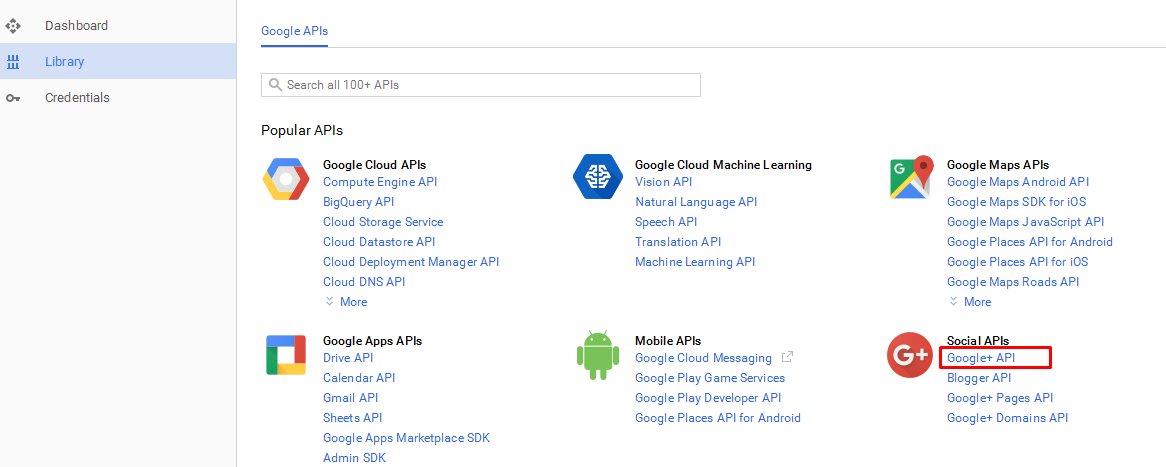 Dashboard
Library
Credentials
Google APIs
Search all 100+ APIs
Popular APIs
Google Cloud APIs
Compute Engine API
BigQuery API
Cloud Storage Service
Cloud Datastore API
Cloud Deployment Manager API
Cloud DNS API
More
Google Cloud Machine Learning
Vision API
Natural Language API
Speech API
Translation API
Machine Learning API
G
Google Maps APIs
Google Maps Android API
Google Maps SDK for iOS
Google Maps JavaScript API
Google Places API for Android
Google Places API for iOS
Google Maps Roads API
More
Google Apps APIs
Drive API
Calendar API
Gmail API
Sheets API
Google Apps Marketplace SDK
Admin SDK
Mobile APIs
Google Cloud Messaging
Google Play Game Services
Google Play Developer API
Google Places API for Android
G+
Social APIs
Google+ API
Blogger API
Google+ Pages API
Google+ Domains API